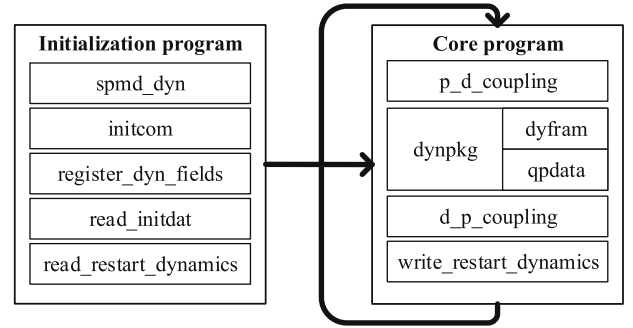 Initialization program
spmd_dyn
initcom
register_dyn_fields
read_initdat
read_restart_dynamics
Core program
p_d_coupling
dynpkg
dyfram
qpdata
d_p_coupling
write_restart_dynamics